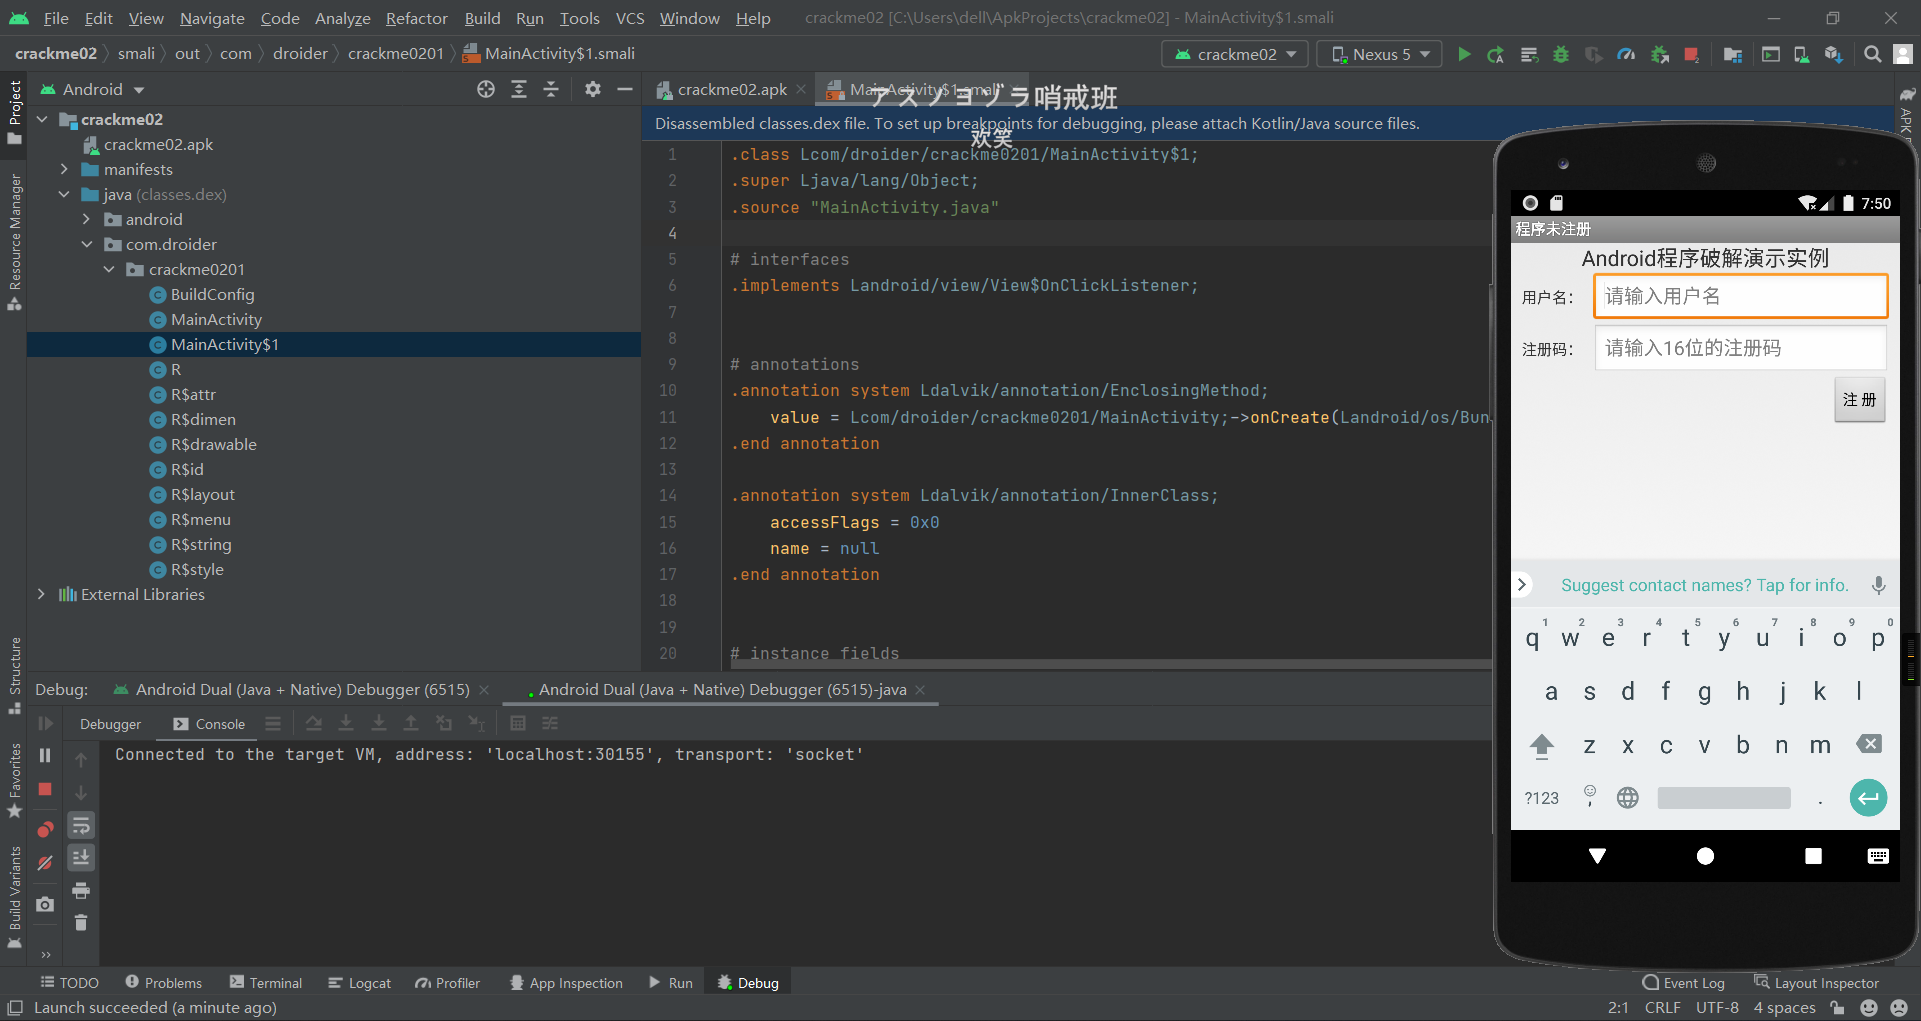 File Edit View Navigate Code Analyze Refactor Build Run Tools VCS Window Help crackme02 [C:\Users\dell\ApkProjects\crackme02] - MainActivity$1.smali
crackme02 smali out com droider crackme0201 MainActivity$1.smali
crackme02 Nexus 5
Android
crackme02.apk MainActivity$1.smali
アスノヨゾラ哨戒班
欢笑
Disassembled classes.dex file. To set up breakpoints for debugging, please attach Kotlin/Java source files.
Project
Resource Manager
Structure
Favorites
Build Variants
crackme02
crackme02.apk
manifests
java (classes.dex)
android
com.droider
crackme0201
BuildConfig
MainActivity
MainActivity$1
R
R$attr
R$dimen
R$drawable
R$id
R$layout
R$menu
R$string
R$style
External Libraries
1 .class Lcom/droider/crackme0201/MainActivity$1;
2 .super Ljava/lang/Object;
3 .source "MainActivity.java"
4
5 # interfaces
6 .implements Landroid/view/View$OnClickListener;
7
8
9 # annotations
10 .annotation system Ldalvik/annotation/EnclosingMethod;
11 value = Lcom/droider/crackme0201/MainActivity;->onCreate(Landroid/os/Bun
12 .end annotation
13
14 .annotation system Ldalvik/annotation/InnerClass;
15 accessFlags = 0x0
16 name = null
17 .end annotation
18
19
20 # instance fields
APK
7:50
程序未注册
Android程序破解演示实例
用户名: 请输入用户名
注册码: 请输入16位的注册码
注 册
Suggest contact names? Tap for info.
1 2 3 4 5 6 7 8 9 0
q w e r t y u i o p
a s d f g h j k l
z x c v b n m
?123 , .
Debug: Android Dual (Java + Native) Debugger (6515) Android Dual (Java + Native) Debugger (6515)-java
Debugger Console
Connected to the target VM, address: 'localhost:30155', transport: 'socket'
TODO Problems Terminal Logcat Profiler App Inspection Run Debug Event Log Layout Inspector
Launch succeeded (a minute ago) 2:1 CRLF UTF-8 4 spaces